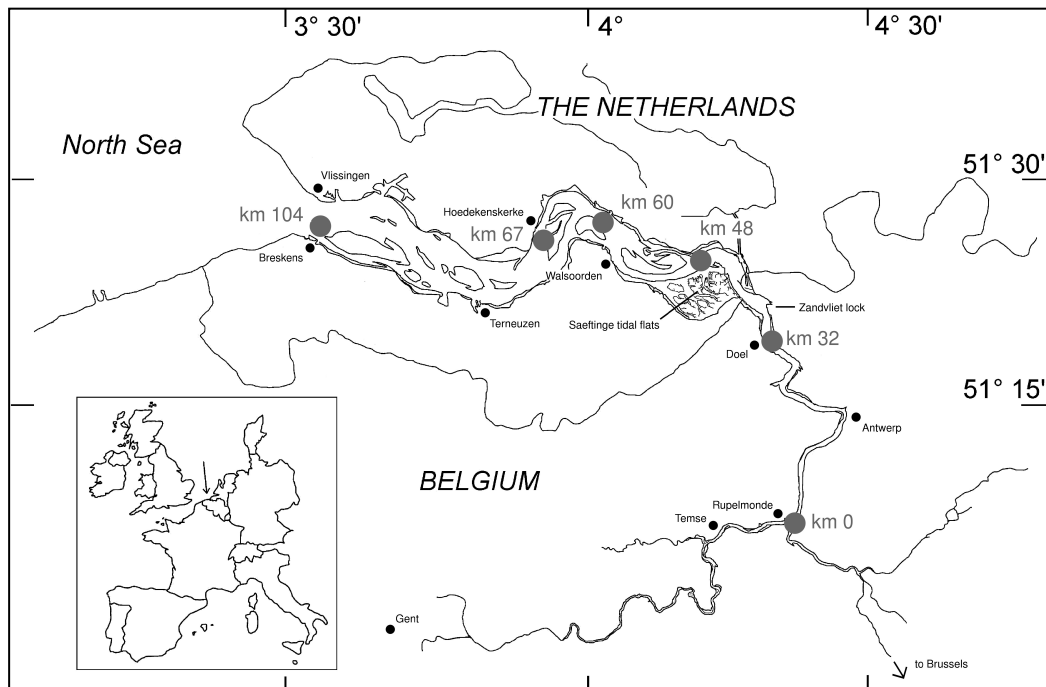 3° 30'
4°
4° 30'
THE NETHERLANDS
North Sea
51° 30'
Vlissingen
km 60
km 104
Hoedekenskerke
km 67
km 48
Breskens
Walsoorden
Zandvliet lock
Terneuzen
Saeftinge tidal flats
km 32
Doel
51° 15'
Antwerp
BELGIUM
Rupelmonde
Temse
km 0
Gent
to Brussels